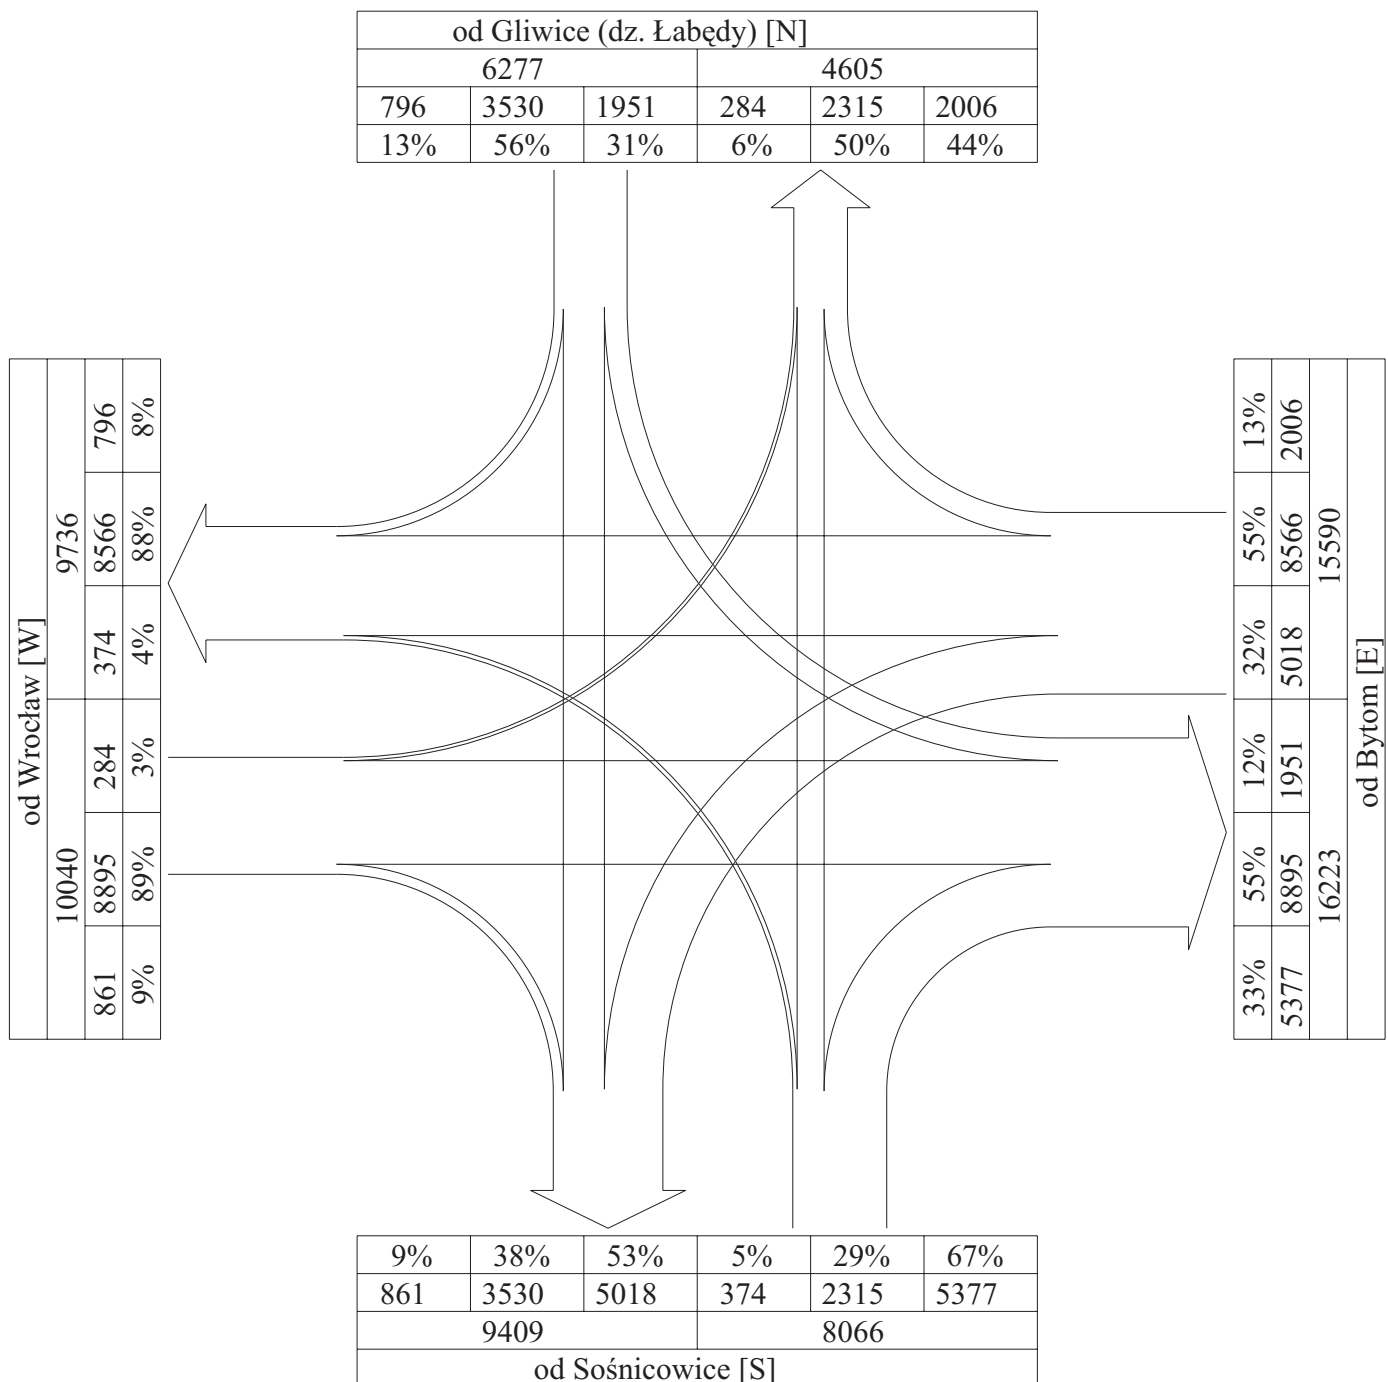 od Gliwice (dz. Łabędy) [N]
6277 4605
796 3530 1951 284 2315 2006
13% 56% 31% 6% 50% 44%
od Wrocław [W]
10040 9736
861 8895 284 374 8566 796
9% 89% 3% 4% 88% 8%
13% 55% 32% 12% 55% 33%
2006 8566 5018 1951 8895 5377
15590 16223
od Bytom [E]
9% 38% 53% 5% 29% 67%
861 3530 5018 374 2315 5377
9409 8066
od Sośnicowice [S]